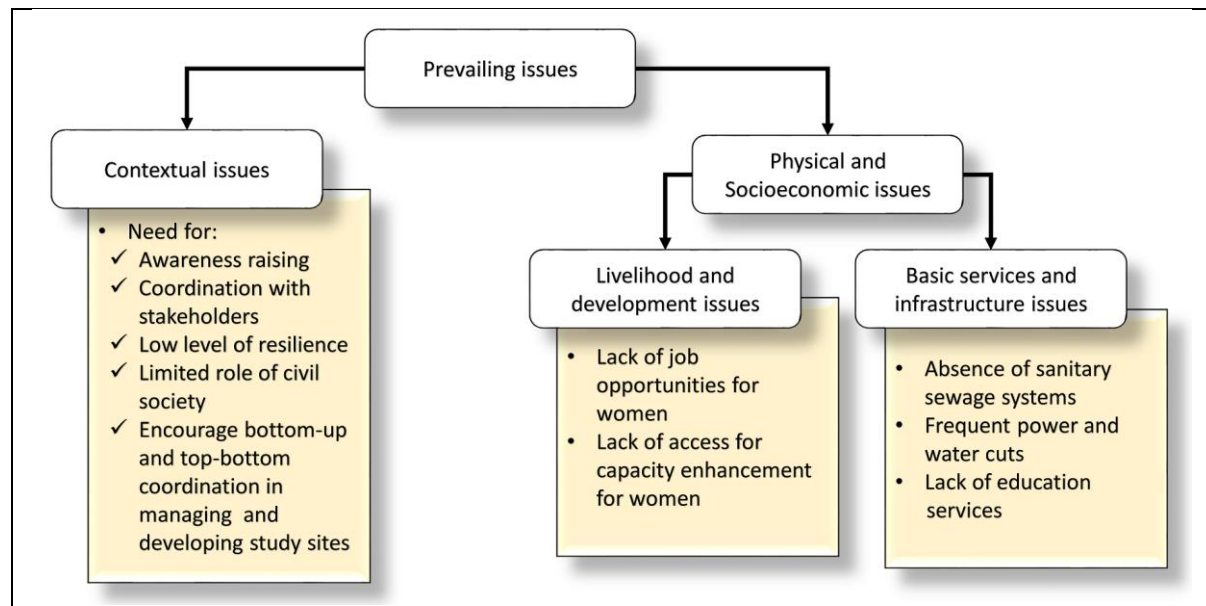 Prevailing issues
Contextual issues
• Need for:
✓ Awareness raising
✓ Coordination with
stakeholders
✓ Low level of resilience
✓ Limited role of civil
society
✓ Encourage bottom-up
and top-bottom
coordination in
managing and
developing study sites
Physical and
Socioeconomic issues
Livelihood and
development issues
• Lack of job
opportunities for
women
• Lack of access for
capacity enhancement
for women
Basic services and
infrastructure issues
• Absence of sanitary
sewage systems
• Frequent power and
water cuts
• Lack of education
services